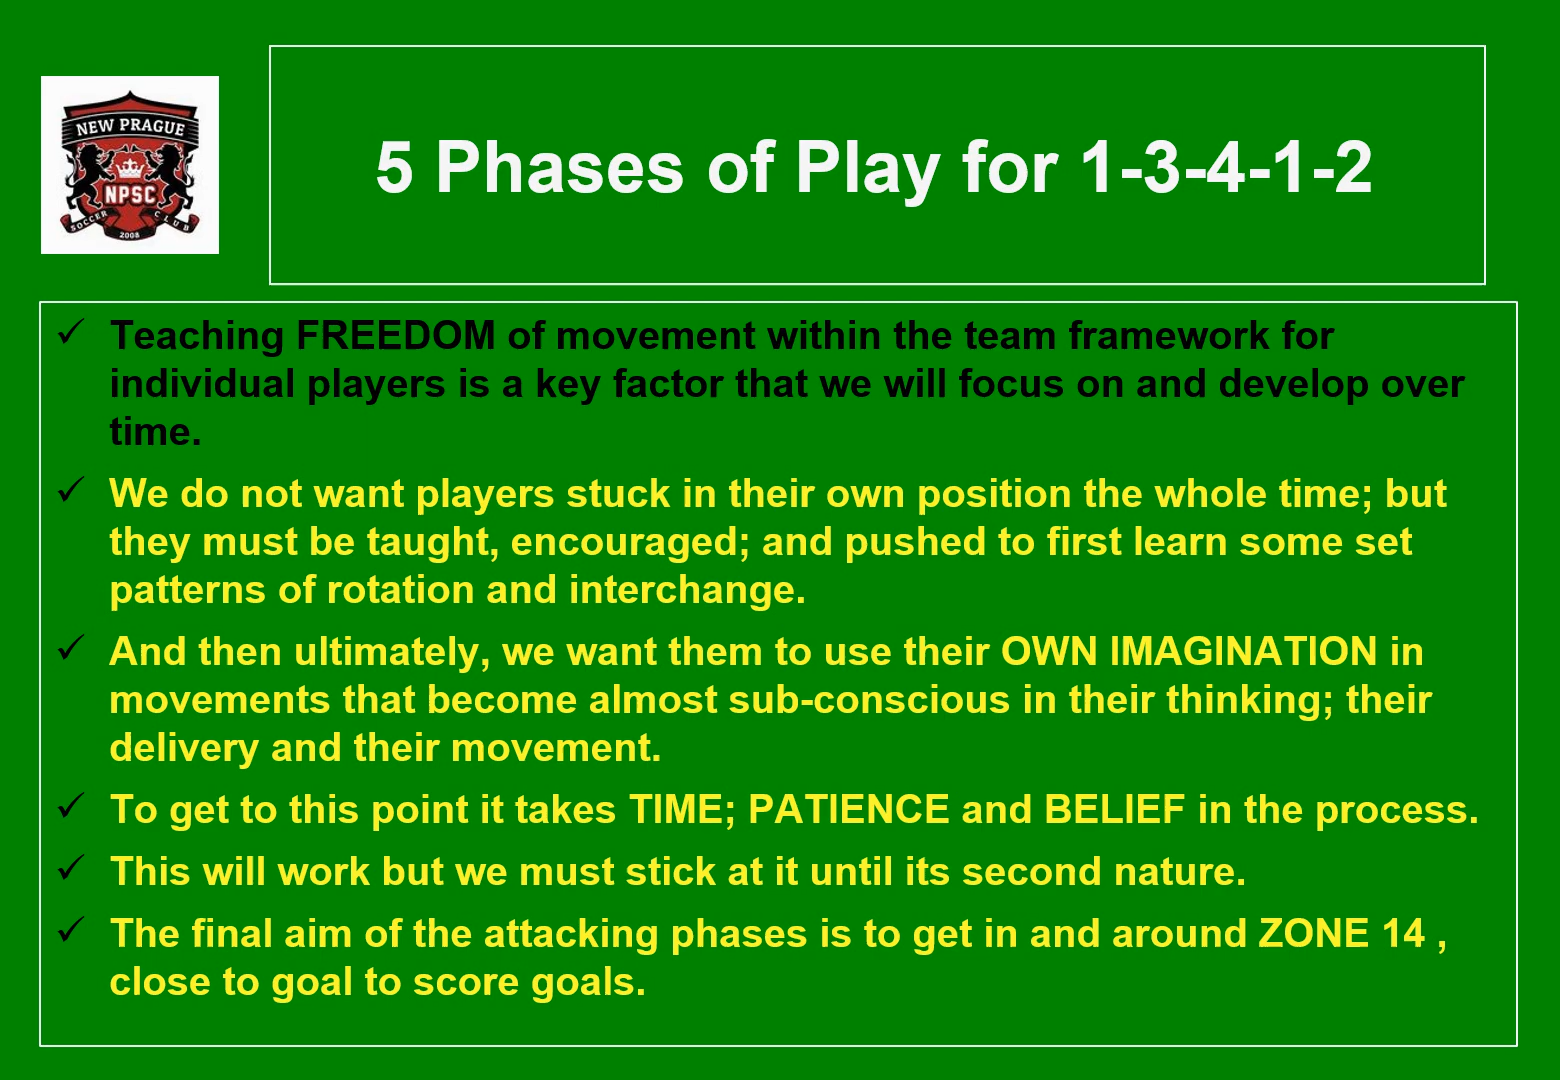 NEW PRAGUE
NPSC
SOCCER CLUB
2008
5 Phases of Play for 1-3-4-1-2
✓ Teaching FREEDOM of movement within the team framework for
individual players is a key factor that we will focus on and develop over
time.
✓ We do not want players stuck in their own position the whole time; but
they must be taught, encouraged; and pushed to first learn some set
patterns of rotation and interchange.
✓ And then ultimately, we want them to use their OWN IMAGINATION in
movements that become almost sub-conscious in their thinking; their
delivery and their movement.
✓ To get to this point it takes TIME; PATIENCE and BELIEF in the process.
✓ This will work but we must stick at it until its second nature.
✓ The final aim of the attacking phases is to get in and around ZONE 14 ,
close to goal to score goals.